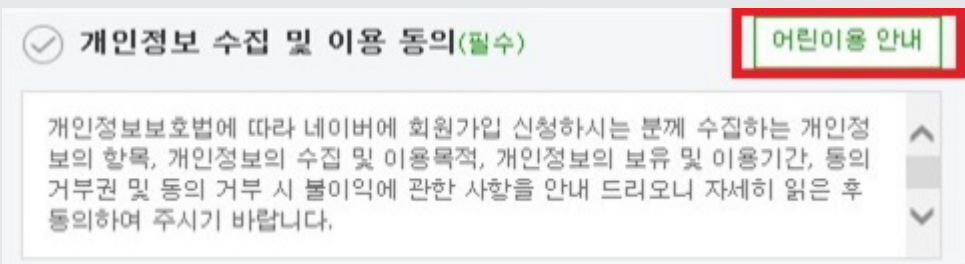 개인정보 수집 및 이용 동의(필수)
어린이용 안내
개인정보보호법에 따라 네이버에 회원가입 신청하시는 분께 수집하는 개인정
보의 항목, 개인정보의 수집 및 이용목적, 개인정보의 보유 및 이용기간, 동의
거부권 및 동의 거부 시 불이익에 관한 사항을 안내 드리오니 자세히 읽은 후
동의하여 주시기 바랍니다.